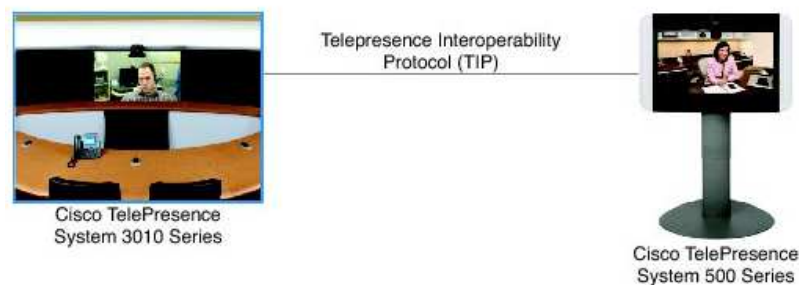 Telepresence Interoperability
Protocol (TIP)
Cisco TelePresence
System 3010 Series
Cisco TelePresence
System 500 Series